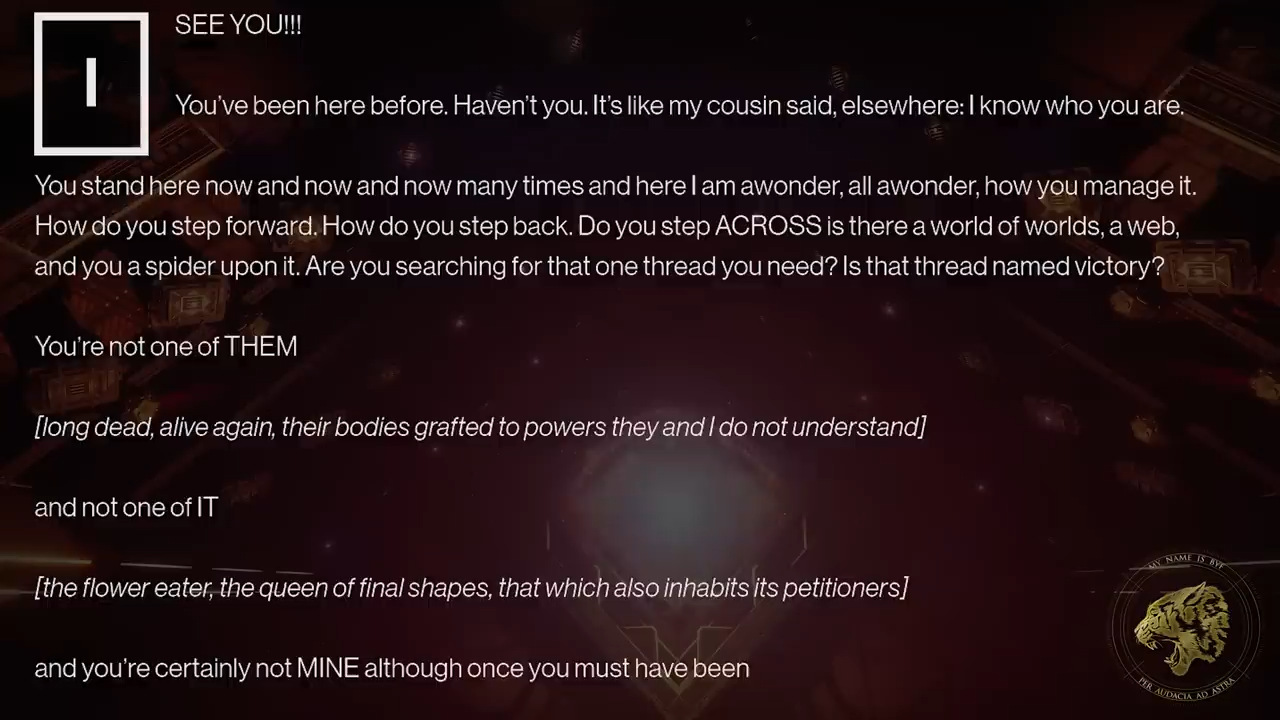 I SEE YOU!!!
You've been here before. Haven't you. It's like my cousin said, elsewhere: I know who you are.
You stand here now and now and now many times and here I am awonder, all awonder, how you manage it.
How do you step forward. How do you step back. Do you step ACROSS is there a world of worlds, a web,
and you a spider upon it. Are you searching for that one thread you need? Is that thread named victory?
You're not one of THEM
[long dead, alive again, their bodies grafted to powers they and I do not understand]
and not one of IT
[the flower eater, the queen of final shapes, that which also inhabits its petitioners]
and you're certainly not MINE although once you must have been
MY NAME IS BYF
PER AUDACIA AD ASTRA